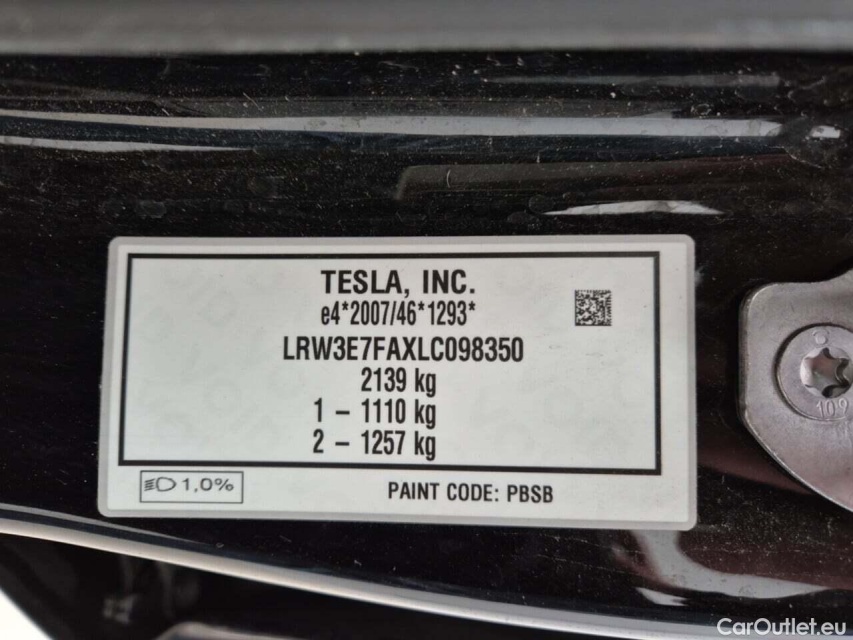 TESLA, INC.
e4*2007/46*1293*
LRW3E7FAXLC098350
2139 kg
1 – 1110 kg
2 – 1257 kg
1,0%
PAINT CODE: PBSB
109
CarOutlet.eu